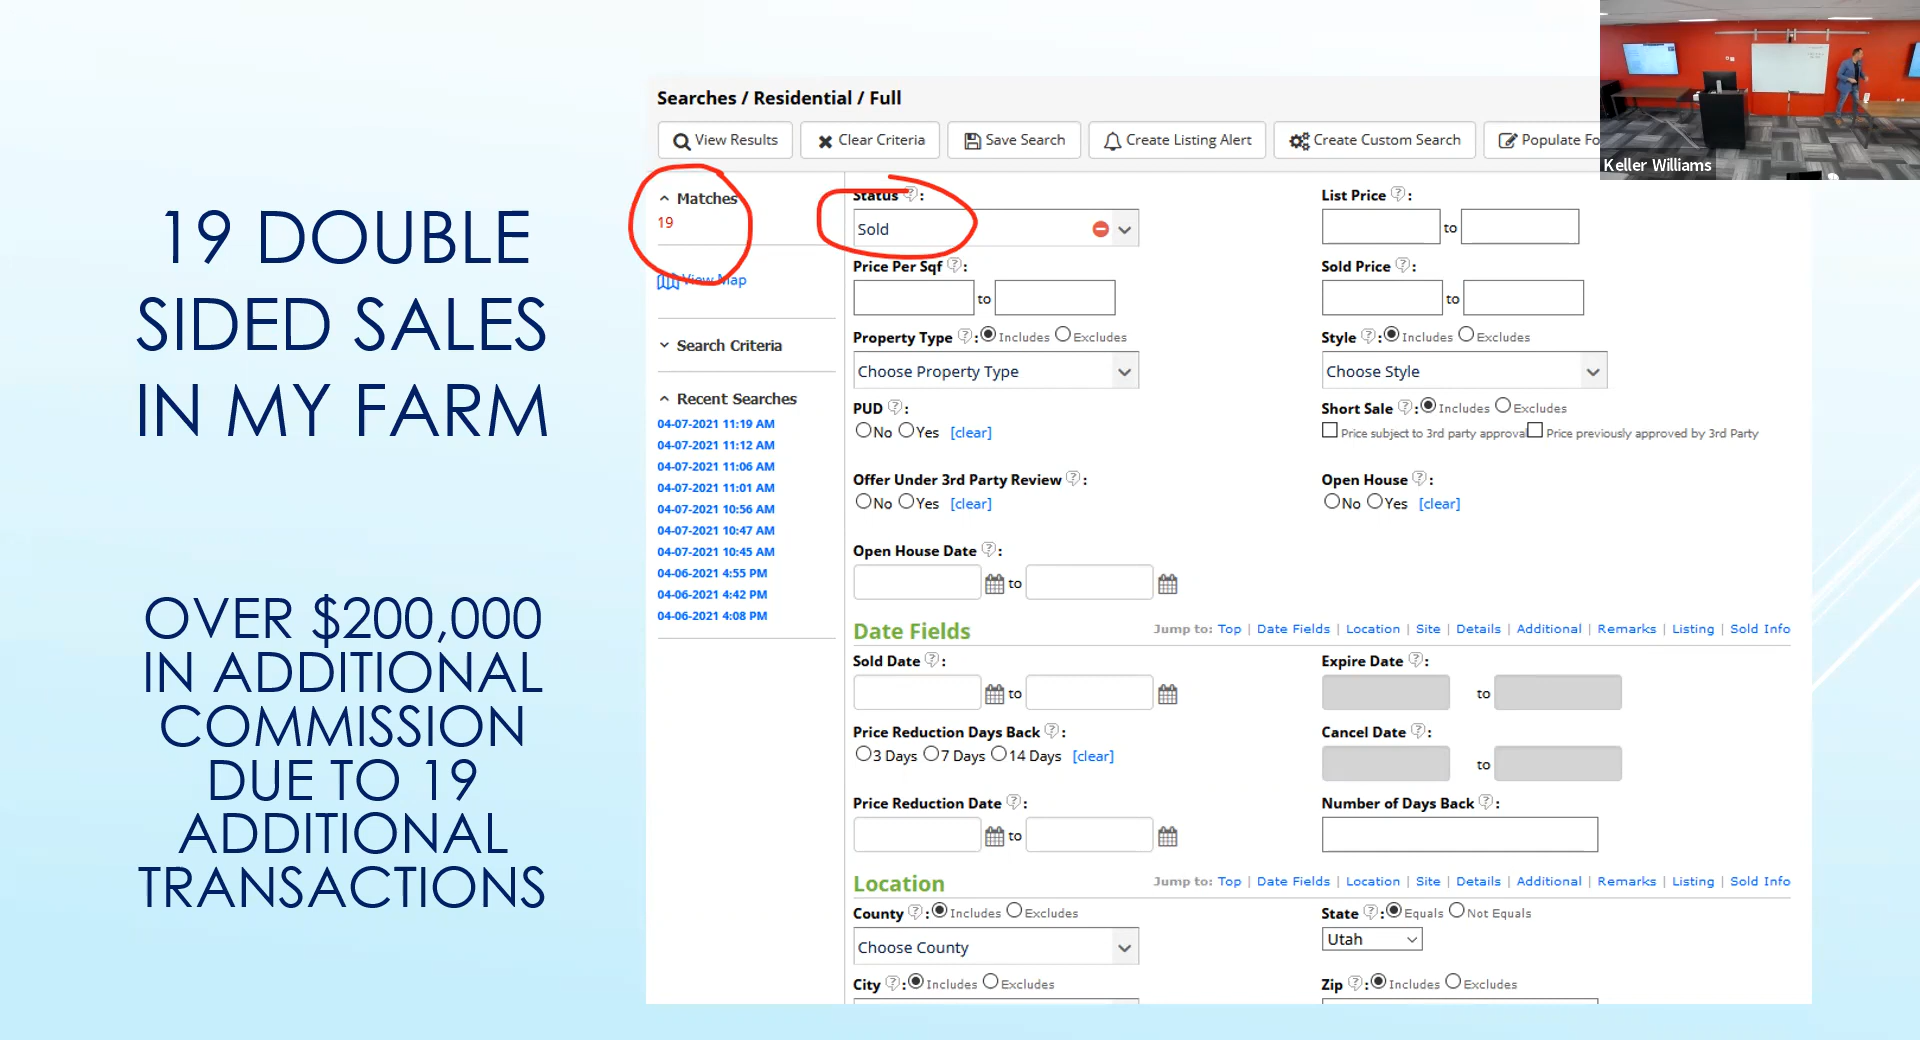 19 DOUBLE
SIDED SALES
IN MY FARM
OVER $200,000
IN ADDITIONAL
COMMISSION
DUE TO 19
ADDITIONAL
TRANSACTIONS
Searches / Residential / Full
View Results Clear Criteria Save Search Create Listing Alert Create Custom Search Populate Fo
Keller Williams
Matches
19
View Map
Search Criteria
Recent Searches
04-07-2021 11:19 AM
04-07-2021 11:12 AM
04-07-2021 11:06 AM
04-07-2021 11:01 AM
04-07-2021 10:56 AM
04-07-2021 10:47 AM
04-07-2021 10:45 AM
04-06-2021 4:55 PM
04-06-2021 4:42 PM
04-06-2021 4:08 PM
Status ?: List Price ?:
Sold to
Price Per Sqf ?: Sold Price ?:
to to
Property Type ?: Includes Excludes Style ?: Includes Excludes
Choose Property Type Choose Style
PUD ?: Short Sale ?: Includes Excludes
No Yes [clear] Price subject to 3rd party approval Price previously approved by 3rd Party
Offer Under 3rd Party Review ?: Open House ?:
No Yes [clear] No Yes [clear]
Open House Date ?:
to
Date Fields Jump to: Top | Date Fields | Location | Site | Details | Additional | Remarks | Listing | Sold Info
Sold Date ?: Expire Date ?:
to to
Price Reduction Days Back ?: Cancel Date ?:
3 Days 7 Days 14 Days [clear] to
Price Reduction Date ?: Number of Days Back ?:
to
Location Jump to: Top | Date Fields | Location | Site | Details | Additional | Remarks | Listing | Sold Info
County ?: Includes Excludes State ?: Equals Not Equals
Choose County Utah
City ?: Includes Excludes Zip ?: Includes Excludes